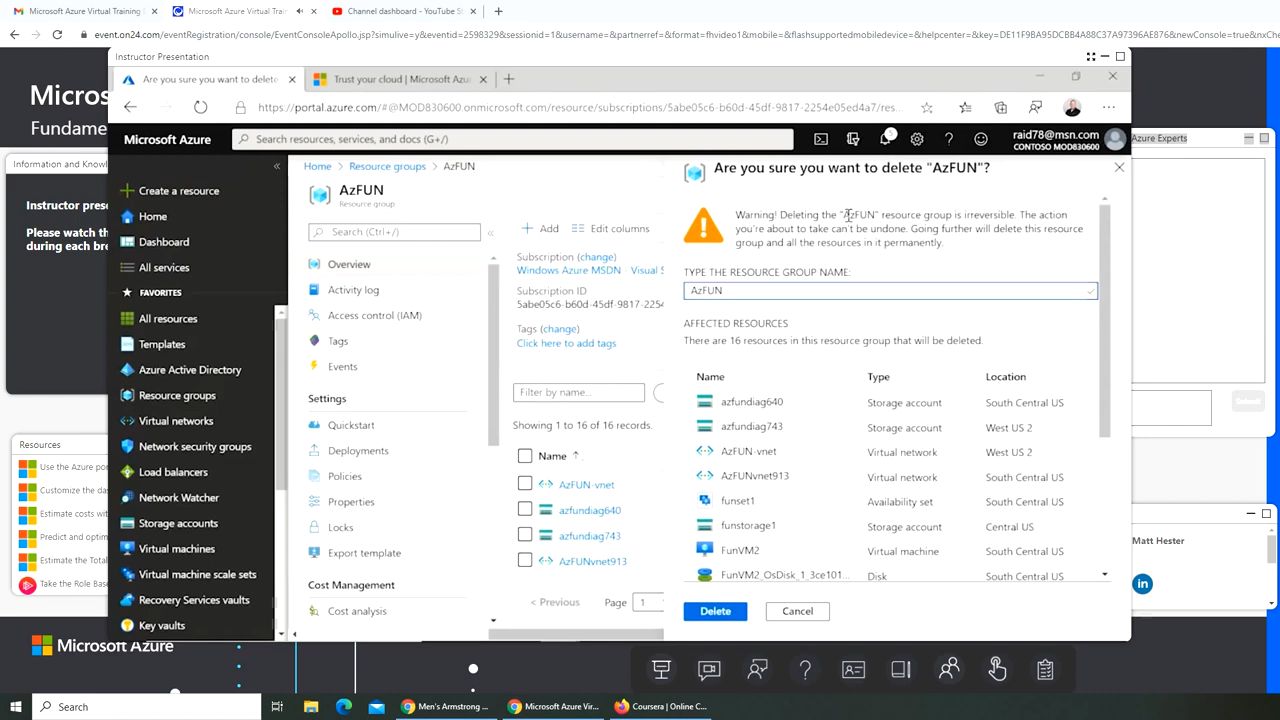 Microsoft Azure Virtual Training
Microsoft Azure Virtual Train
Channel dashboard - YouTube St
event.on24.com/eventRegistration/console/EventConsoleApollo.jsp?simulive=y&eventid=2598329&sessionid=1&username=&partnerref=&format=fhvideo1&mobile=&flashsupportedmobiledevice=&helpcenter=&key=DE11F9BA95DCBB4A88C37A97396AE876&newConsole=true&nxChe
Micros
Fundame
Instructor Presentation
Are you sure you want to delete
Trust your cloud | Microsoft Azu
https://portal.azure.com/#@MOD830600.onmicrosoft.com/resource/subscriptions/5abe05c6-b60d-45df-9817-2254e05ed4a7/res...
Microsoft Azure
Search resources, services, and docs (G+/)
raid78@msn.com
CONTOSO MOD830600
Azure Experts
Information and Knowl
Instructor presen
Please watch the
during each bre
Create a resource
Home
Dashboard
All services
FAVORITES
All resources
Templates
Azure Active Directory
Resource groups
Virtual networks
Network security groups
Load balancers
Network Watcher
Storage accounts
Virtual machines
Virtual machine scale sets
Recovery Services vaults
Key vaults
Home
Resource groups
AzFUN
AzFUN
Resource group
Search (Ctrl+/)
Overview
Activity log
Access control (IAM)
Tags
Events
Settings
Quickstart
Deployments
Policies
Properties
Locks
Export template
Cost Management
Cost analysis
Add
Edit columns
Subscription (change)
Windows Azure MSDN - Visual S
Subscription ID
5abe05c6-b60d-45df-9817-2254
Tags (change)
Click here to add tags
Filter by name...
Showing 1 to 16 of 16 records.
Name
AzFUN-vnet
azfundiag640
azfundiag743
AzFUNvnet913
< Previous
Page
1
Are you sure you want to delete "AzFUN"?
Warning! Deleting the "AzFUN" resource group is irreversible. The action
you're about to take can't be undone. Going further will delete this resource
group and all the resources in it permanently.
TYPE THE RESOURCE GROUP NAME:
AzFUN
AFFECTED RESOURCES
There are 16 resources in this resource group that will be deleted.
Name Type Location
azfundiag640 Storage account South Central US
azfundiag743 Storage account West US 2
AzFUN-vnet Virtual network West US 2
AzFUNvnet913 Virtual network South Central US
funset1 Availability set South Central US
funstorage1 Storage account Central US
FunVM2 Virtual machine South Central US
FunVM2_OsDisk_1_3ce101... Disk South Central US
Delete
Cancel
Submit
Resources
Use the Azure po
Customize the da
Estimate costs wi
Predict and optim
Estimate the Total
Take the Role Base
Matt Hester
in
Microsoft Azure
Search
Men's Armstrong ...
Microsoft Azure Vir...
Coursera | Online C...